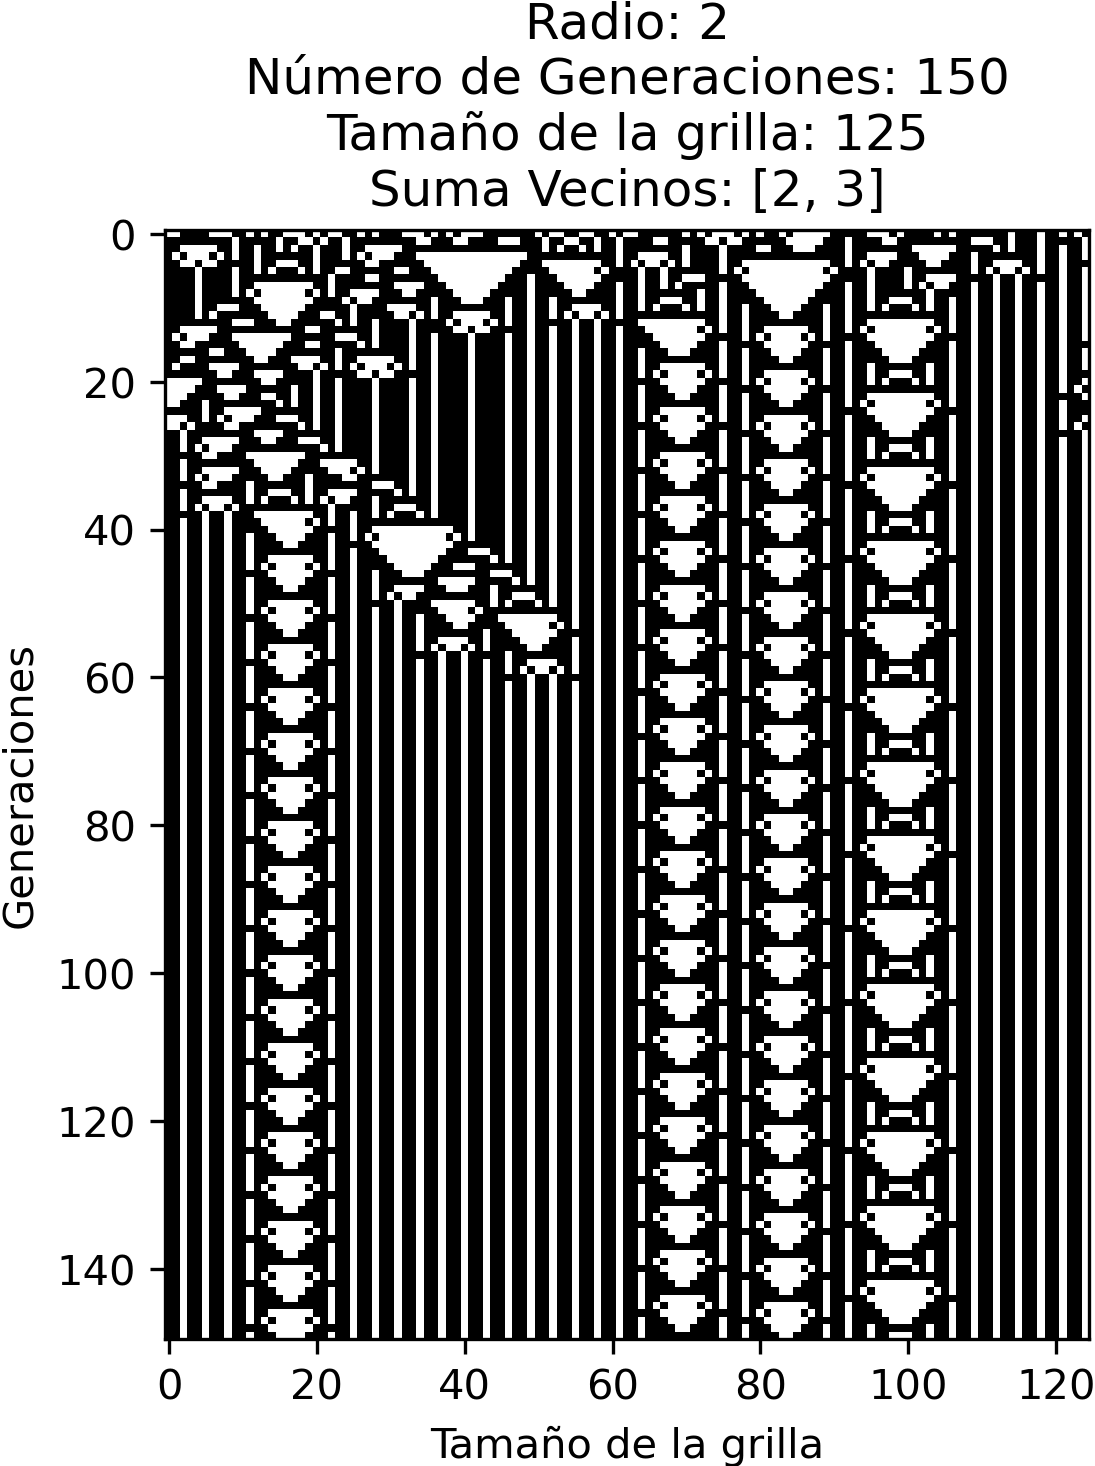 Radio: 2
Número de Generaciones: 150
Tamaño de la grilla: 125
Suma Vecinos: [2, 3]
0
20
40
60
80
100
120
140
Generaciones
0 20 40 60 80 100 120
Tamaño de la grilla